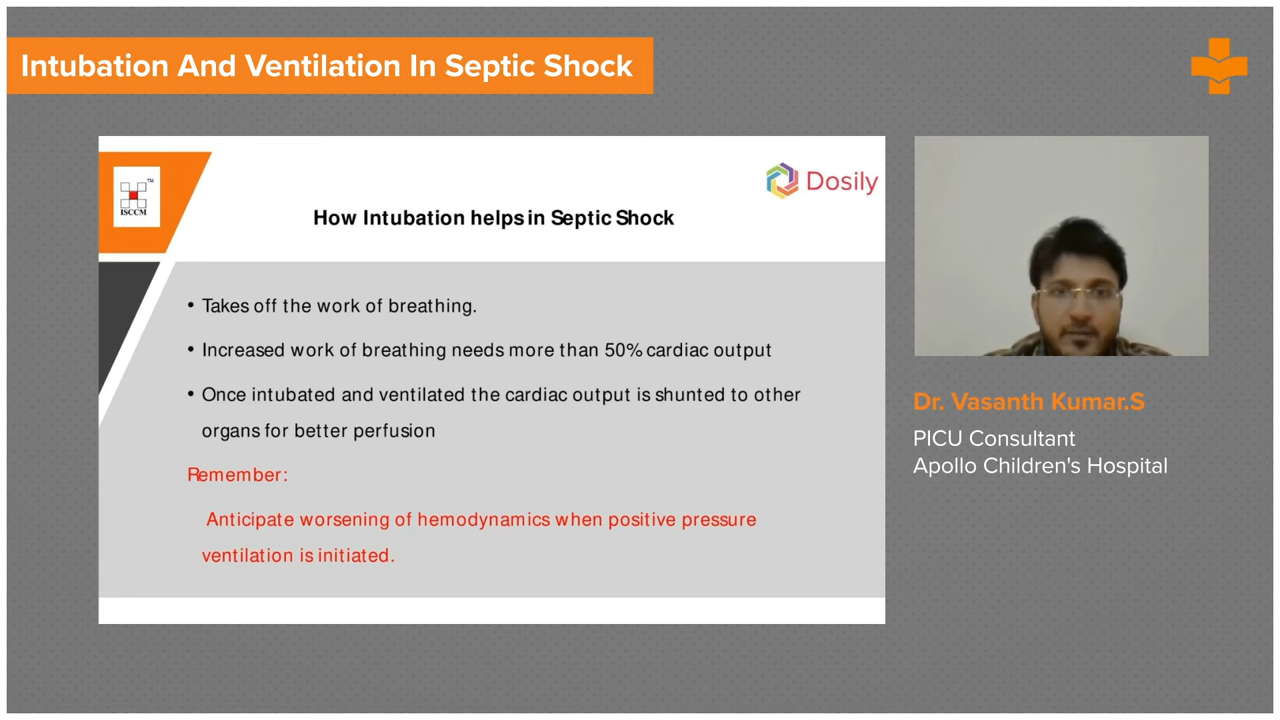 Intubation And Ventilation In Septic Shock
ISCCM
TM
Dosily
How Intubation helps in Septic Shock
• Takes off the work of breathing.
• Increased work of breathing needs more than 50% cardiac output
• Once intubated and ventilated the cardiac output is shunted to other
organs for better perfusion
Remember:
Anticipate worsening of hemodynamics when positive pressure
ventilation is initiated.
Dr. Vasanth Kumar.S
PICU Consultant
Apollo Children's Hospital